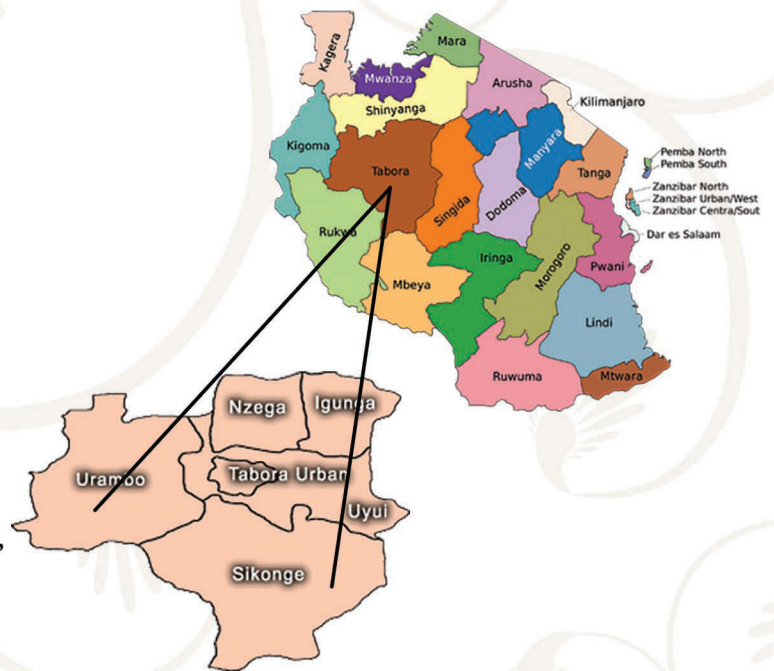 Mara
Kagera
Mwanza
Arusha
Kilimanjaro
Shinyanga
Kigoma
Manyara
Pemba North
Pemba South
Tabora
Tanga
Zanzibar North
Zanzibar Urban/West
Zanzibar Centra/Sout
Singida
Dodoma
Rukwa
Dar es Salaam
Iringa
Morogoro
Pwani
Mbeya
Lindi
Ruwuma
Mtwara
Nzega
Igunga
Urambo
Tabora Urban
Uyui
Sikonge
,